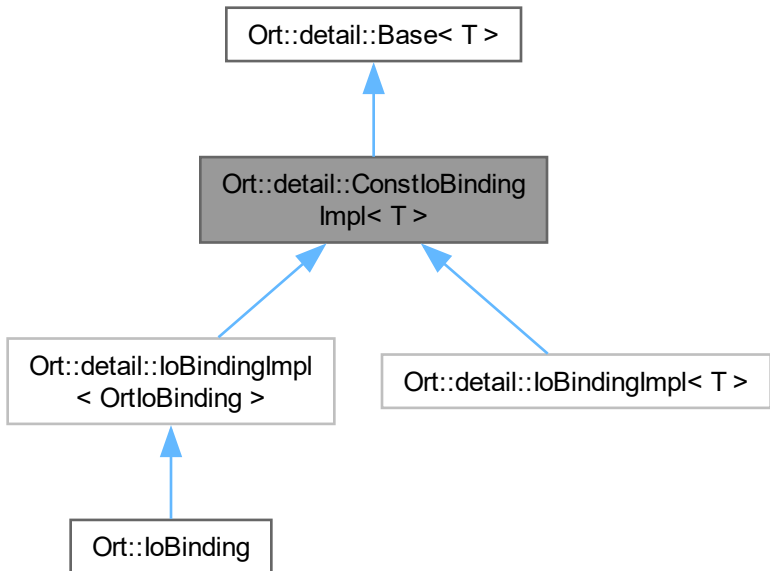 Ort::detail::Base< T >
Ort::detail::ConstIoBinding
Impl< T >
Ort::detail::IoBindingImpl
< OrtIoBinding >
Ort::detail::IoBindingImpl< T >
Ort::IoBinding